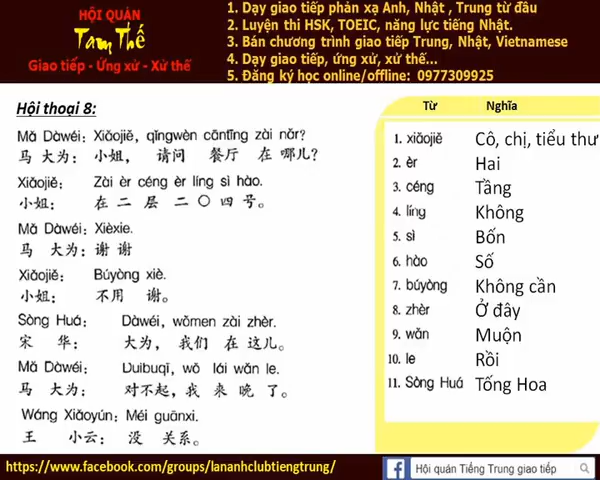 HỘI QUÁN
Tam Thế
Giao tiếp - Ứng xử - Xử thế
1. Dạy giao tiếp phản xạ Anh, Nhật , Trung từ đầu
2. Luyện thi HSK, TOEIC, năng lực tiếng Nhật.
3. Bán chương trình giao tiếp Trung, Nhật, Vietnamese
4. Dạy giao tiếp, ứng xử, xử thế...
5. Đăng ký học online/offline: 0977309925
Hội thoại 8:
Mǎ Dàwéi: Xiǎojiě, qǐngwèn cāntīng zài nǎr?
马 大为: 小姐, 请问 餐厅 在 哪儿?
Xiǎojiě: Zài èr céng èr líng sì hào.
小姐: 在 二 层 二 〇 四 号。
Mǎ Dàwéi: Xièxie.
马 大为: 谢 谢
Xiǎojiě: Búyòng xiè.
小姐: 不用 谢。
Sòng Huá: Dàwéi, wǒmen zài zhèr.
宋 华: 大为, 我们 在 这儿。
Mǎ Dàwéi: Duìbuqǐ, wǒ lái wǎn le.
马 大为: 对不起, 我 来 晚 了。
Wáng Xiǎoyún: Méi guānxi.
王 小云: 没 关系。
Từ Nghĩa
1. xiǎojiě Cô, chị, tiểu thư
2. èr Hai
3. céng Tầng
4. líng Không
5. sì Bốn
6. hào Số
7. búyòng Không cần
8. zhèr Ở đây
9. wǎn Muộn
10. le Rồi
11. Sòng Huá Tống Hoa
https://www.facebook.com/groups/lananhclubtiengtrung/
f Hội quán Tiếng Trung giao tiếp